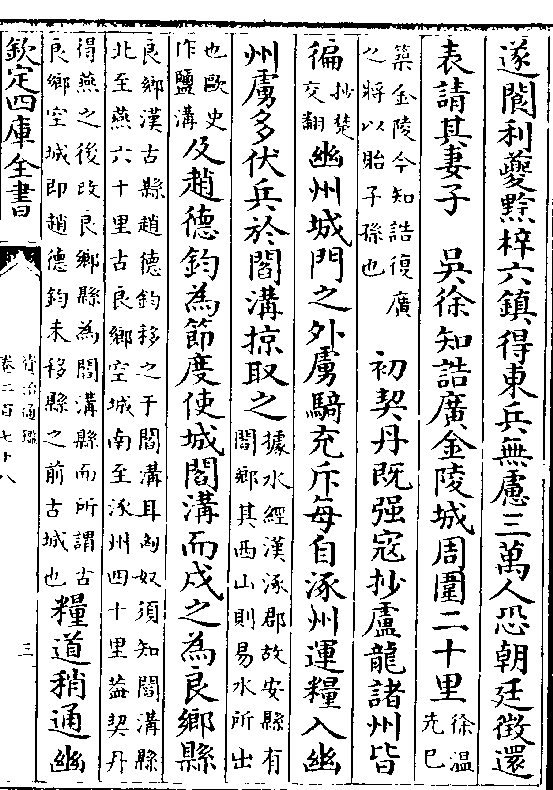 遂閬利夔黔梓六鎮得東兵無慮三萬人恐朝廷徵還
表請其妻子　吳徐知誥廣金陵城周圍二十里
徐温
先已
築金陵今知誥復廣
之將以貽子孫也
初契丹既强寇抄盧龍諸州皆
徧
抄楚
交翻
幽州城門之外虜騎充斥每自涿州運糧入幽
州虜多伏兵於閻溝掠取之
據水經漢涿郡故安縣有
閻鄉其西山則易水所出
也歐史
作鹽溝
及趙德鈞為節度使城閻溝而戍之為良鄉縣
良鄉漢古縣趙德鈞移之于閻溝耳匈奴須知閻溝縣
北至燕六十里古良鄉空城南至涿州四十里葢契丹
得燕之後改良鄉縣為閻溝縣而所謂古
良鄉空城即趙德鈞未移縣之前古城也
糧道稍通幽
欽定四庫全書
資治通鑑
卷二百七十八
三